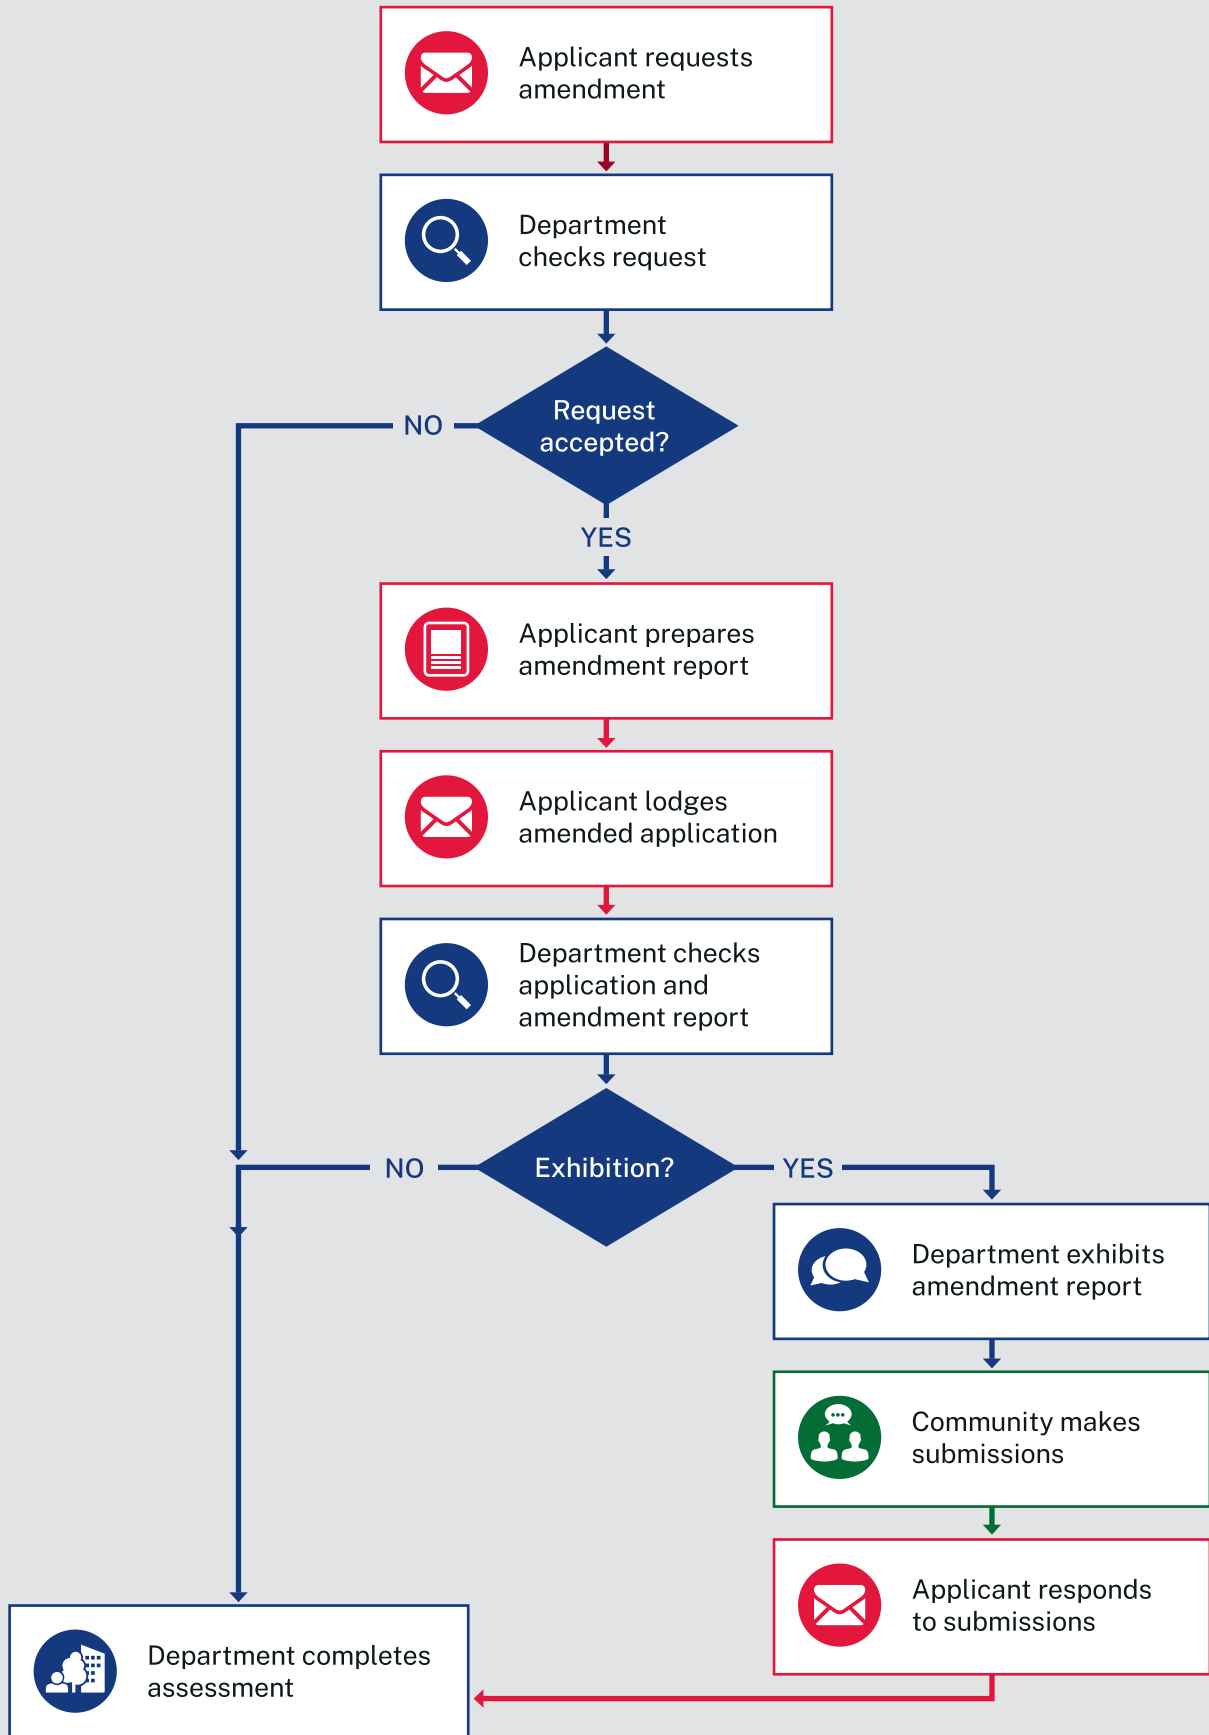 Applicant requests
amendment
Department
checks request
Request
accepted?
NO
YES
Applicant prepares
amendment report
Applicant lodges
amended application
Department checks
application and
amendment report
Exhibition?
NO
YES
Department exhibits
amendment report
Community makes
submissions
Applicant responds
to submissions
Department completes
assessment